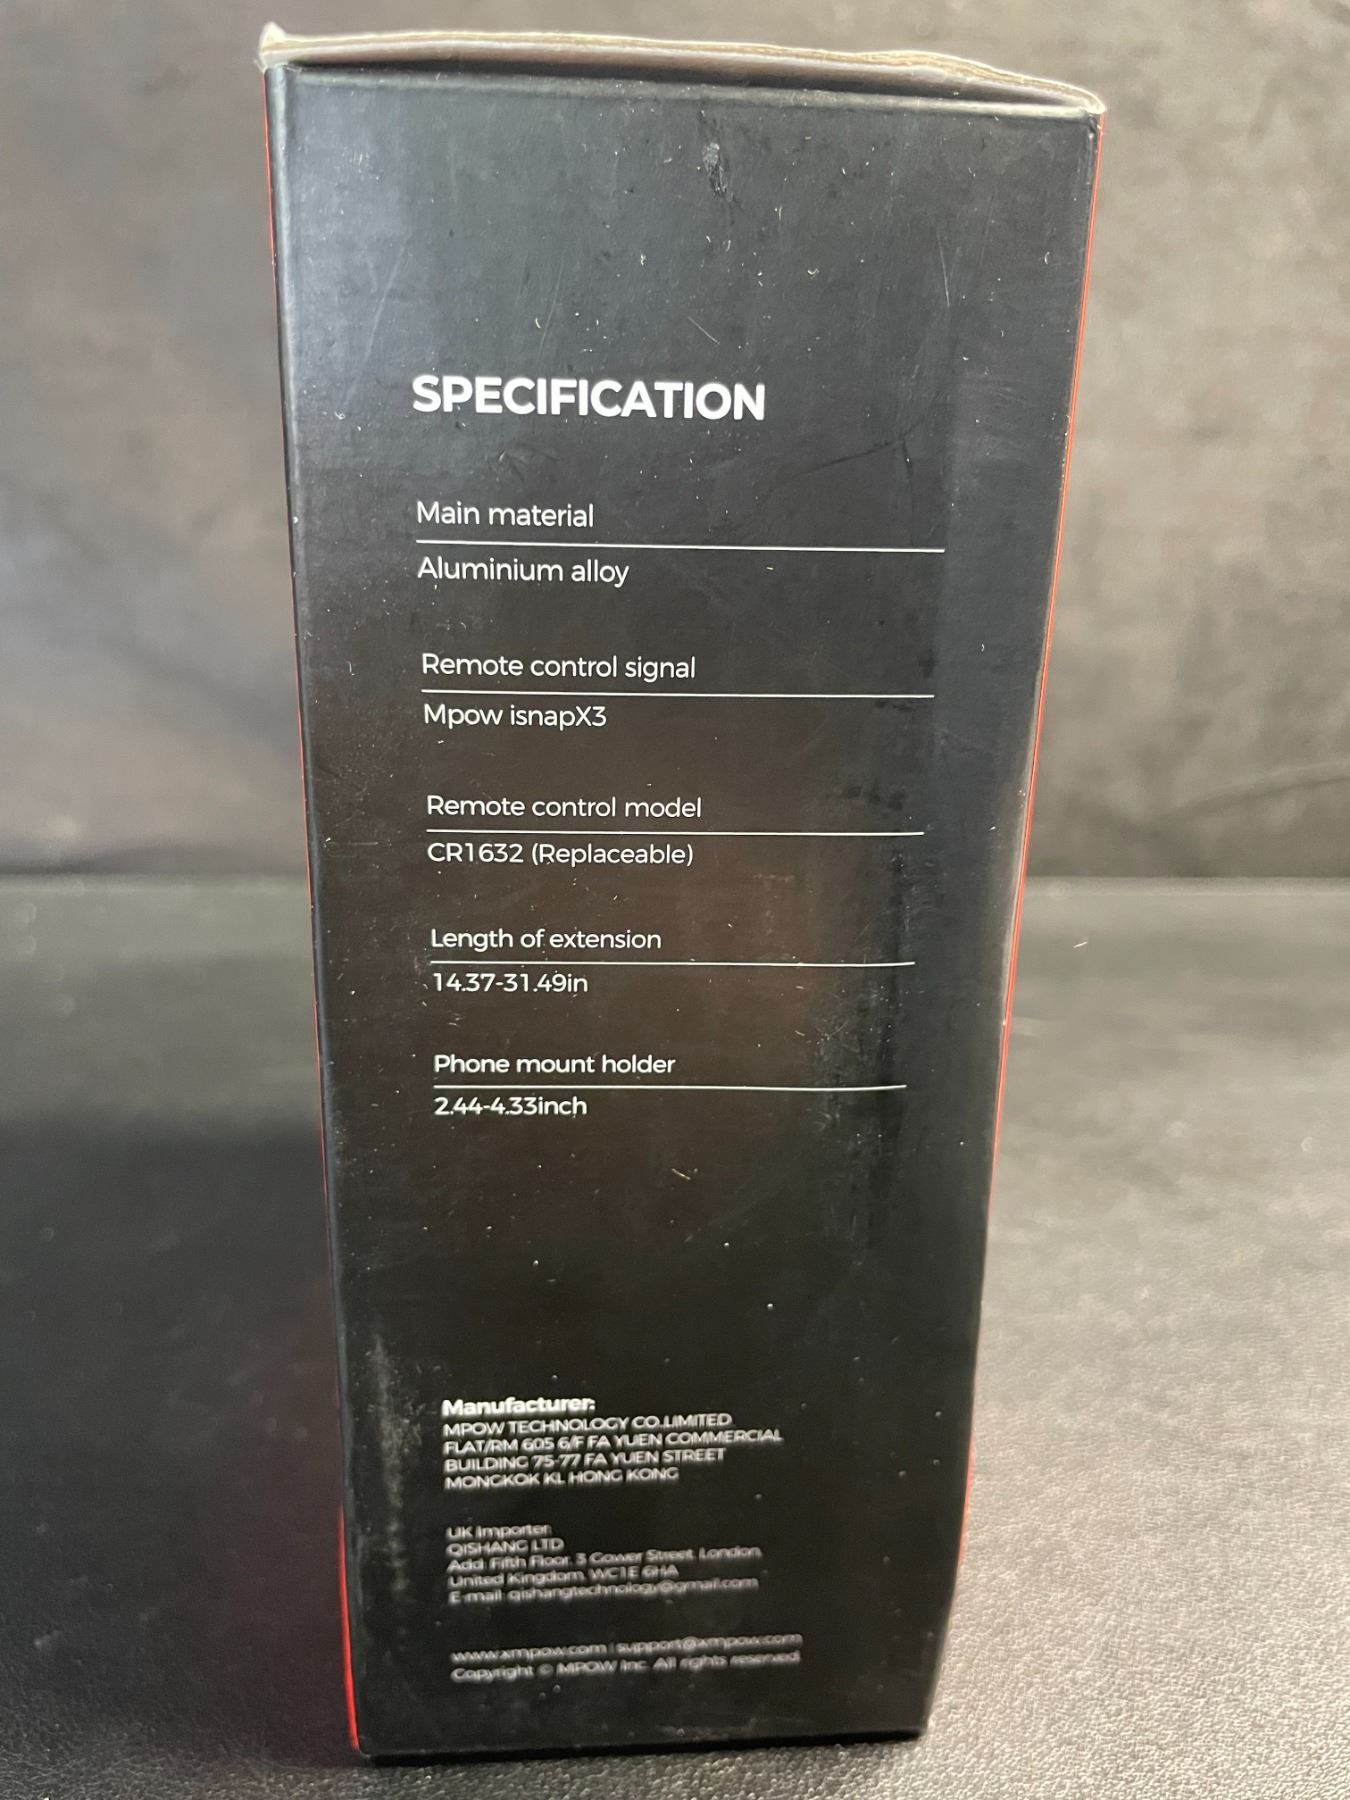 SPECIFICATION
Main material
Aluminium alloy
Remote control signal
Mpow isnapX3
Remote control model
CR1632 (Replaceable)
Length of extension
14.37-31.49in
Phone mount holder
2.44-4.33inch
Manufacturer:
MPOW TECHNOLOGY CO.LIMITED
FLAT/RM 605 6/F FA YUEN COMMERCIAL
BUILDING 75-77 FA YUEN STREET
MONGKOK KL HONG KONG
UK Importer:
QISHANG LTD
Add: Fifth Floor, 3 Gower Street, London,
United Kingdom, WC1E 6HA
E-mail: qishangtechnology@gmail.com
www.xmpow.com | support@xmpow.com
Copyright © MPOW Inc. All rights reserved.